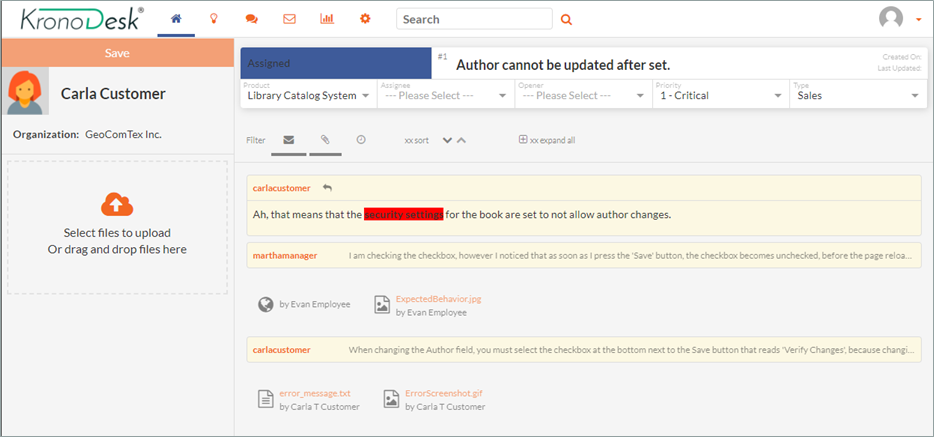 KronoDesk®
Search
Save
Carla Customer
Organization: GeoComTex Inc.
Select files to upload
Or drag and drop files here
Assigned
#1
Author cannot be updated after set.
Created On:
Last Updated:
Product
Library Catalog System
Assignee
--- Please Select ---
Opener
--- Please Select ---
Priority
1 - Critical
Type
Sales
Filter
xx sort
xx expand all
carlacustomer
Ah, that means that the security settings for the book are set to not allow author changes.
marthamanager I am checking the checkbox, however I noticed that as soon as I press the 'Save' button, the checkbox becomes unchecked, before the page reloa...
by Evan Employee
ExpectedBehavior.jpg
by Evan Employee
carlacustomer When changing the Author field, you must select the checkbox at the bottom next to the Save button that reads 'Verify Changes', because changi...
error_message.txt
by Carla T Customer
ErrorScreenshot.gif
by Carla T Customer